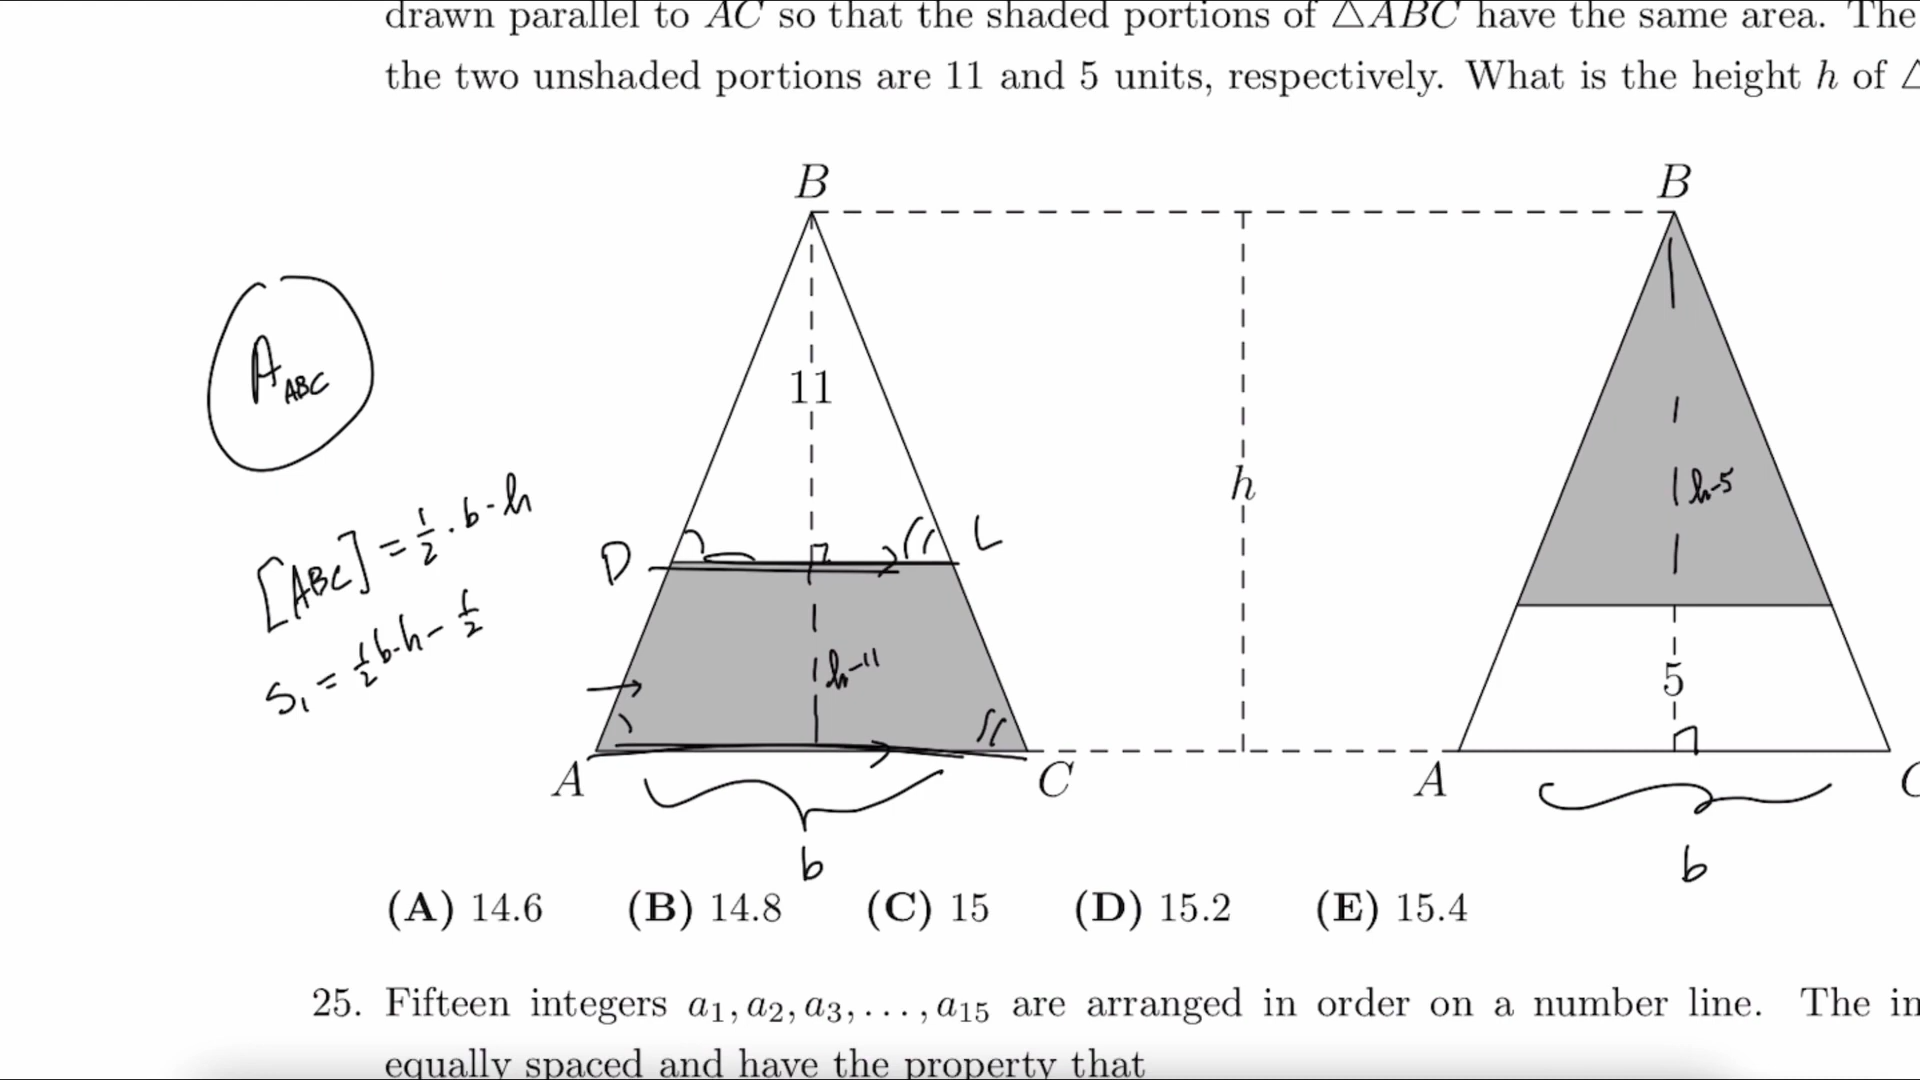 drawn parallel to AC so that the shaded portions of △ABC have the same area. The
the two unshaded portions are 11 and 5 units, respectively. What is the height h of △
B
B
11
A_ABC
h
h-5
[ABC] = 1/2 · b · h
D
L
S₁ = 1/2 b·h - 1/2
h-11
5
A
C
A
C
b
b
(A) 14.6 (B) 14.8 (C) 15 (D) 15.2 (E) 15.4
25. Fifteen integers a₁, a₂, a₃, . . . , a₁₅ are arranged in order on a number line. The in
equally spaced and have the property that